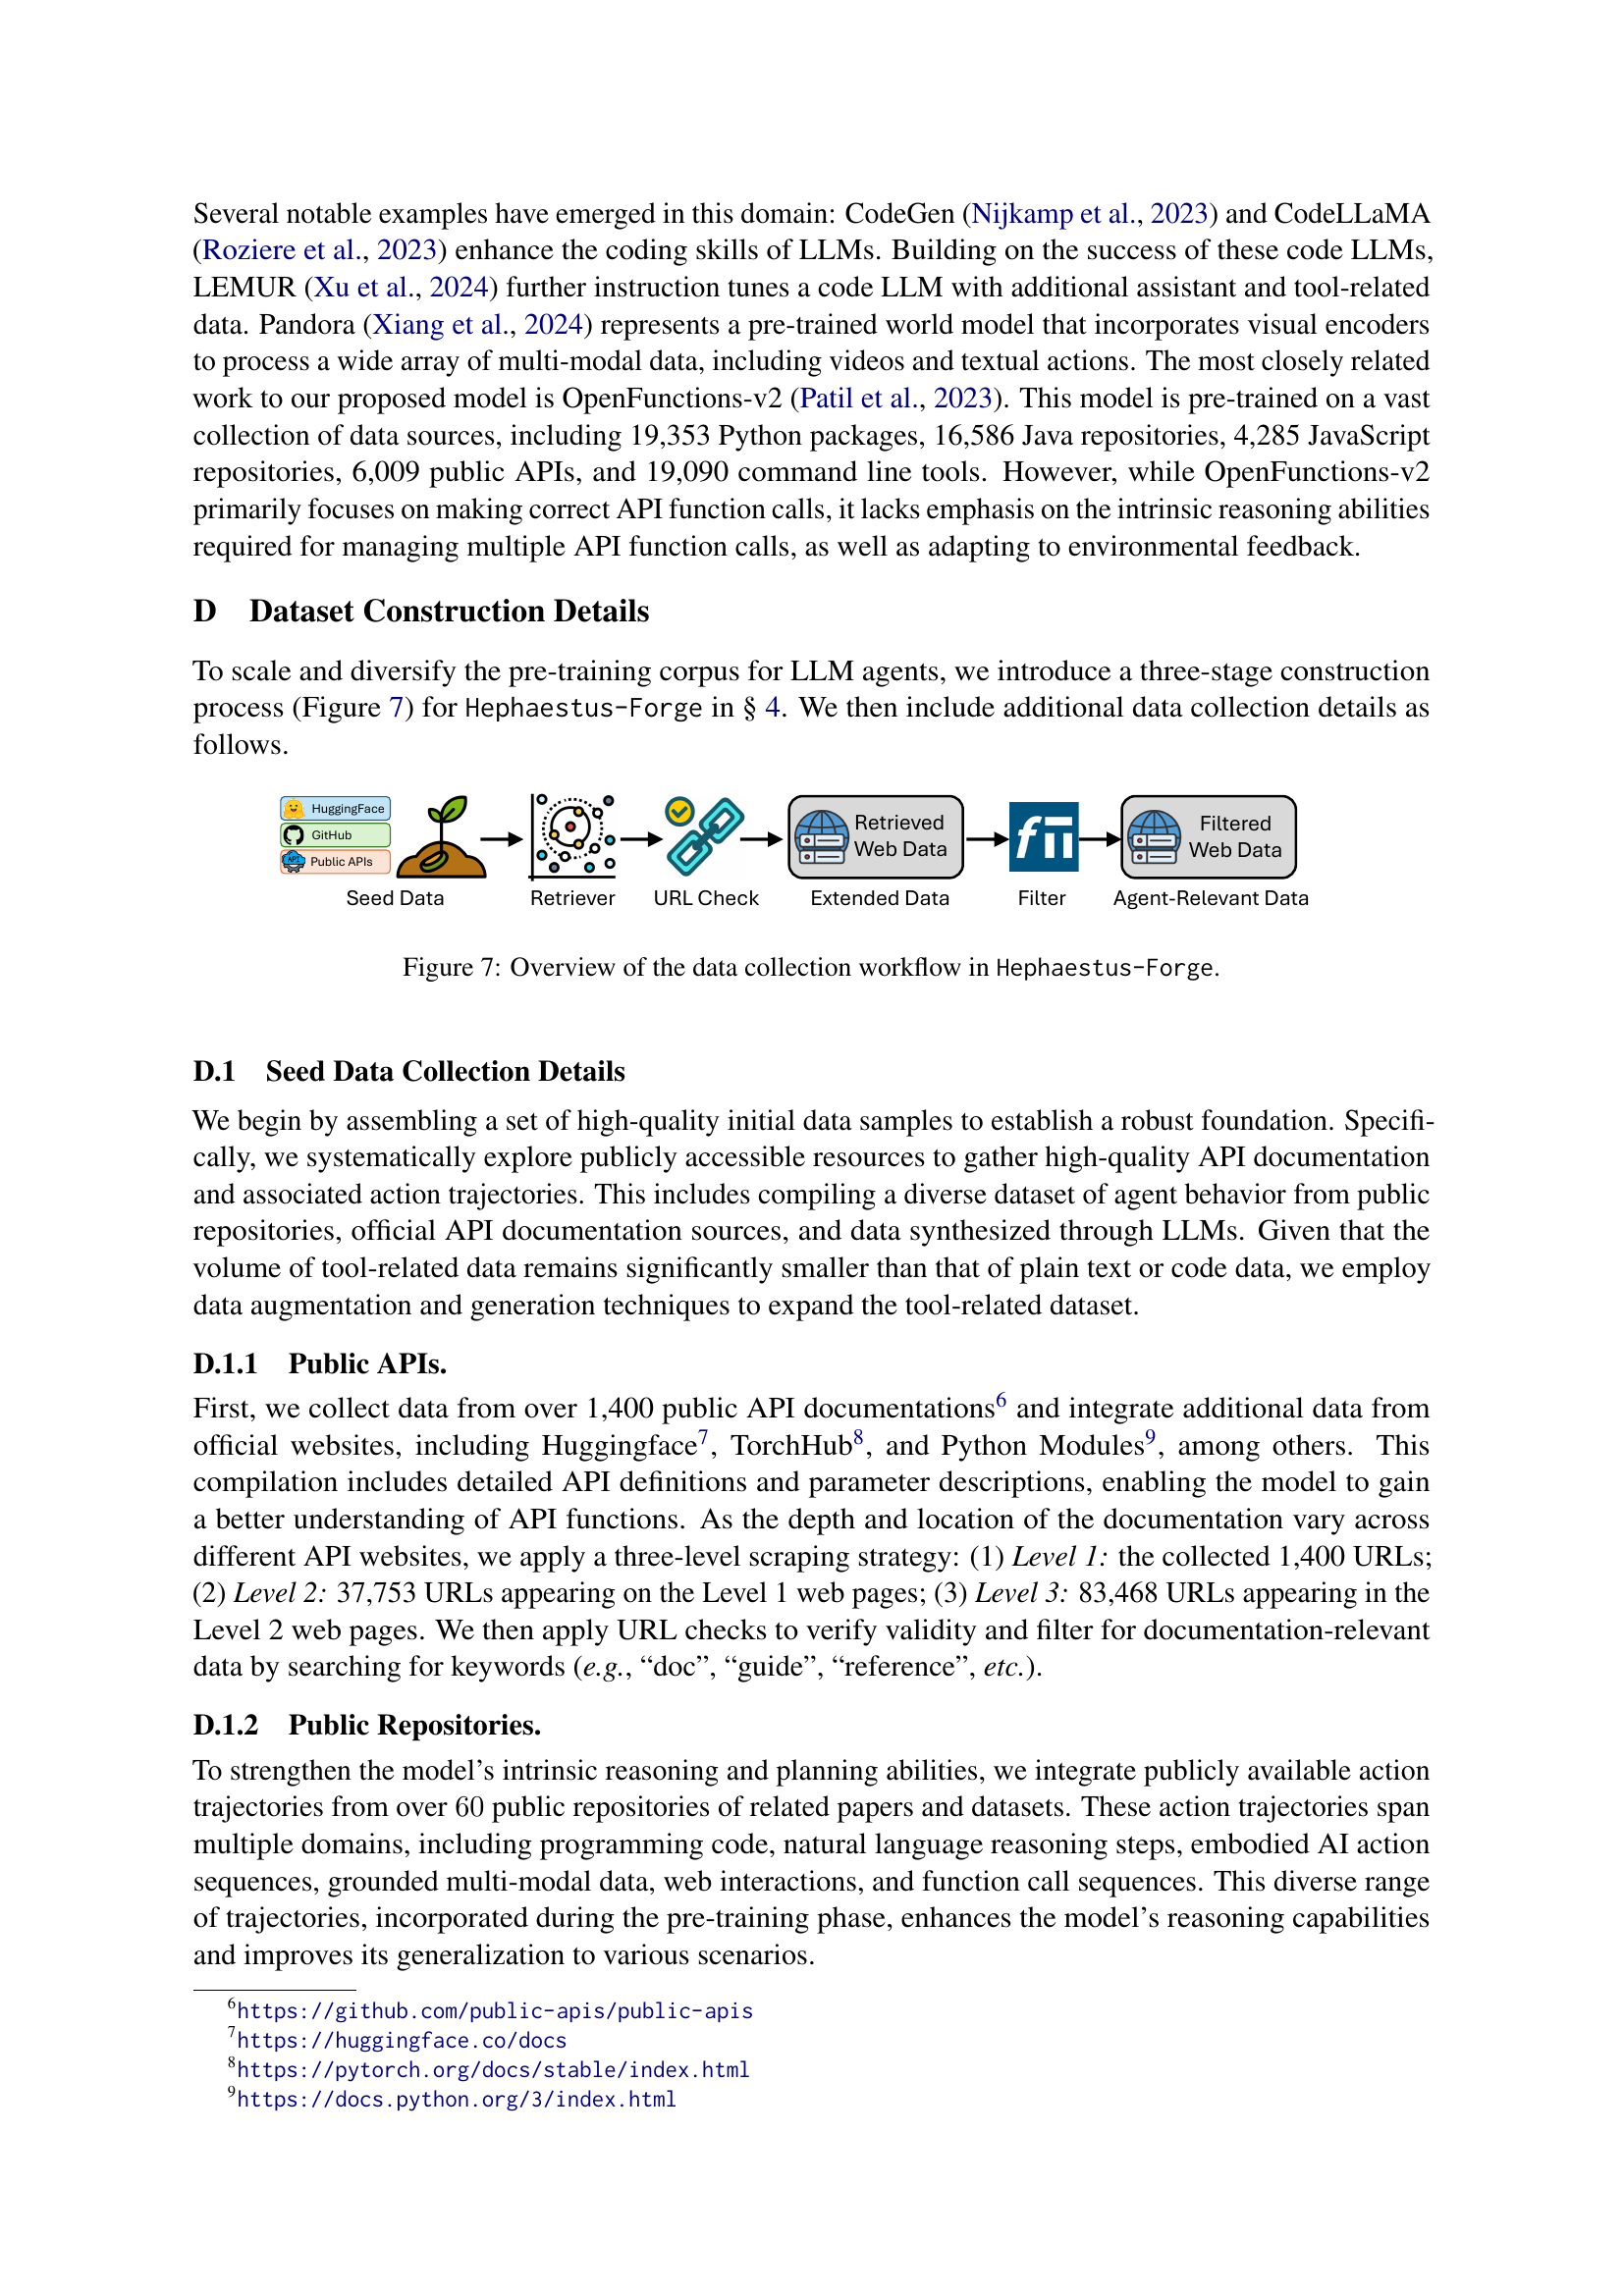 Several notable examples have emerged in this domain: CodeGen (Nijkamp et al., 2023) and CodeLLaMA
(Roziere et al., 2023) enhance the coding skills of LLMs. Building on the success of these code LLMs,
LEMUR (Xu et al., 2024) further instruction tunes a code LLM with additional assistant and tool-related
data. Pandora (Xiang et al., 2024) represents a pre-trained world model that incorporates visual encoders
to process a wide array of multi-modal data, including videos and textual actions. The most closely related
work to our proposed model is OpenFunctions-v2 (Patil et al., 2023). This model is pre-trained on a vast
collection of data sources, including 19,353 Python packages, 16,586 Java repositories, 4,285 JavaScript
repositories, 6,009 public APIs, and 19,090 command line tools. However, while OpenFunctions-v2
primarily focuses on making correct API function calls, it lacks emphasis on the intrinsic reasoning abilities
required for managing multiple API function calls, as well as adapting to environmental feedback.
D Dataset Construction Details
To scale and diversify the pre-training corpus for LLM agents, we introduce a three-stage construction
process (Figure 7) for Hephaestus-Forge in § 4. We then include additional data collection details as
follows.
HuggingFace
GitHub
API Public APIs
Seed Data
Retriever
URL Check
Retrieved
Web Data
Extended Data
Filter
Filtered
Web Data
Agent-Relevant Data
Figure 7: Overview of the data collection workflow in Hephaestus-Forge.
D.1 Seed Data Collection Details
We begin by assembling a set of high-quality initial data samples to establish a robust foundation. Specifi-
cally, we systematically explore publicly accessible resources to gather high-quality API documentation
and associated action trajectories. This includes compiling a diverse dataset of agent behavior from public
repositories, official API documentation sources, and data synthesized through LLMs. Given that the
volume of tool-related data remains significantly smaller than that of plain text or code data, we employ
data augmentation and generation techniques to expand the tool-related dataset.
D.1.1 Public APIs.
First, we collect data from over 1,400 public API documentations6 and integrate additional data from
official websites, including Huggingface7, TorchHub8, and Python Modules9, among others. This
compilation includes detailed API definitions and parameter descriptions, enabling the model to gain
a better understanding of API functions. As the depth and location of the documentation vary across
different API websites, we apply a three-level scraping strategy: (1) Level 1: the collected 1,400 URLs;
(2) Level 2: 37,753 URLs appearing on the Level 1 web pages; (3) Level 3: 83,468 URLs appearing in the
Level 2 web pages. We then apply URL checks to verify validity and filter for documentation-relevant
data by searching for keywords (e.g., “doc”, “guide”, “reference”, etc.).
D.1.2 Public Repositories.
To strengthen the model’s intrinsic reasoning and planning abilities, we integrate publicly available action
trajectories from over 60 public repositories of related papers and datasets. These action trajectories span
multiple domains, including programming code, natural language reasoning steps, embodied AI action
sequences, grounded multi-modal data, web interactions, and function call sequences. This diverse range
of trajectories, incorporated during the pre-training phase, enhances the model’s reasoning capabilities
and improves its generalization to various scenarios.
6https://github.com/public-apis/public-apis
7https://huggingface.co/docs
8https://pytorch.org/docs/stable/index.html
9https://docs.python.org/3/index.html